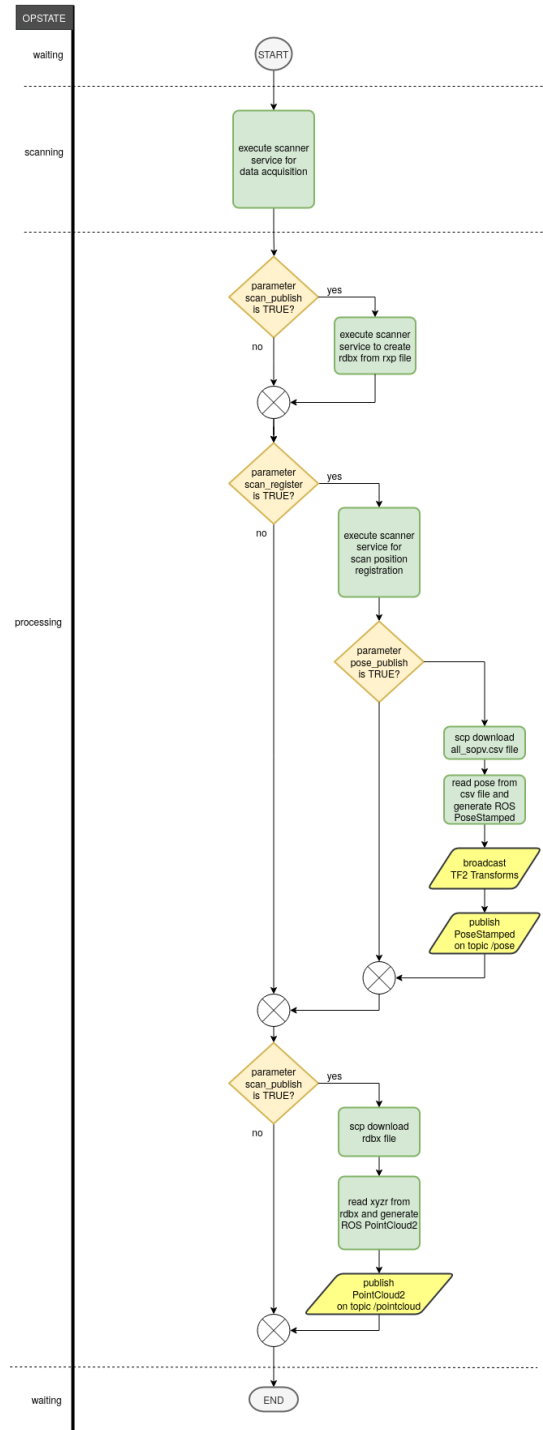 OPSTATE
waiting
START
scanning
execute scanner
service for
data acquisition
parameter
scan_publish
is TRUE?
yes
no
execute scanner
service to create
rdbx from rxp file
parameter
scan_register
is TRUE?
yes
no
execute scanner
service for
scan position
registration
processing
parameter
pose_publish
is TRUE?
scp download
all_sopv.csv file
read pose from
csv file and
generate ROS
PoseStamped
broadcast
TF2 Transforms
publish
PoseStamped
on topic /pose
parameter
scan_publish
is TRUE?
yes
no
scp download
rdbx file
read xyzr from
rdbx and generate
ROS PointCloud2
publish
PointCloud2
on topic /pointcloud
waiting
END